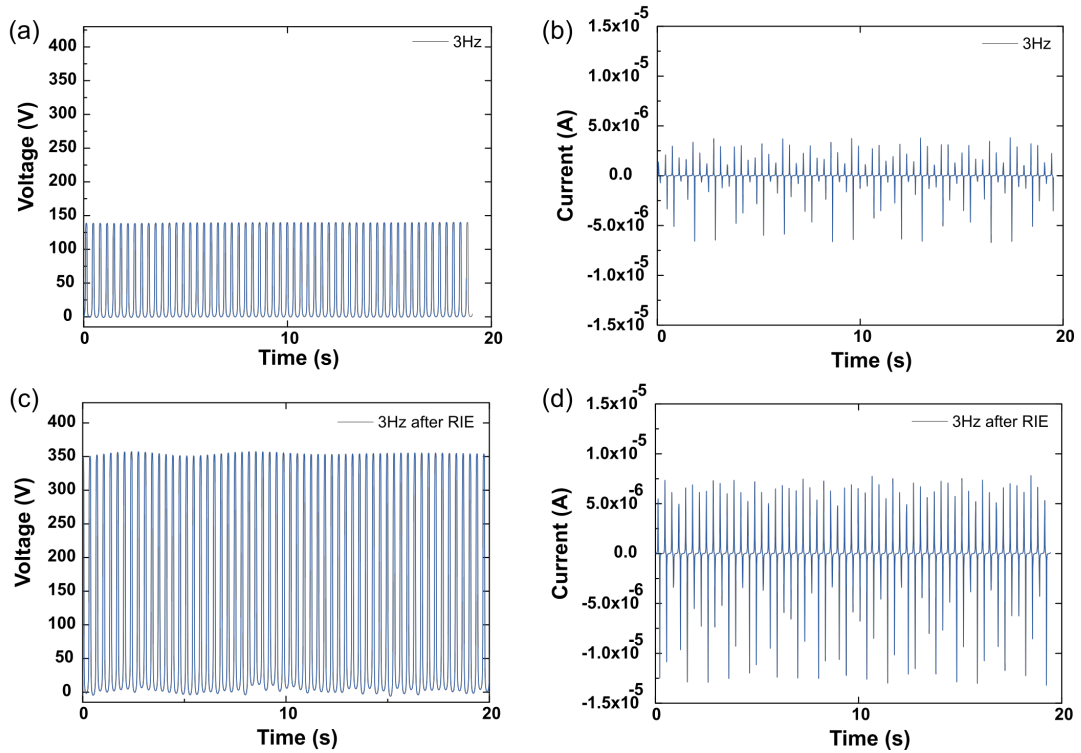 (a)
3Hz
400
350
300
250
200
150
100
50
0
Voltage (V)
0
10
20
Time (s)
(b)
3Hz
1.5x10^-5
1.0x10^-5
5.0x10^-6
0.0
-5.0x10^-6
-1.0x10^-5
-1.5x10^-5
Current (A)
0
10
20
Time (s)
(c)
3Hz after RIE
400
350
300
250
200
150
100
50
0
Voltage (V)
0
10
20
Time (s)
(d)
3Hz after RIE
1.5x10^-5
1.0x10^-5
5.0x10^-6
0.0
-5.0x10^-6
-1.0x10^-5
-1.5x10^-5
Current (A)
0
10
20
Time (s)